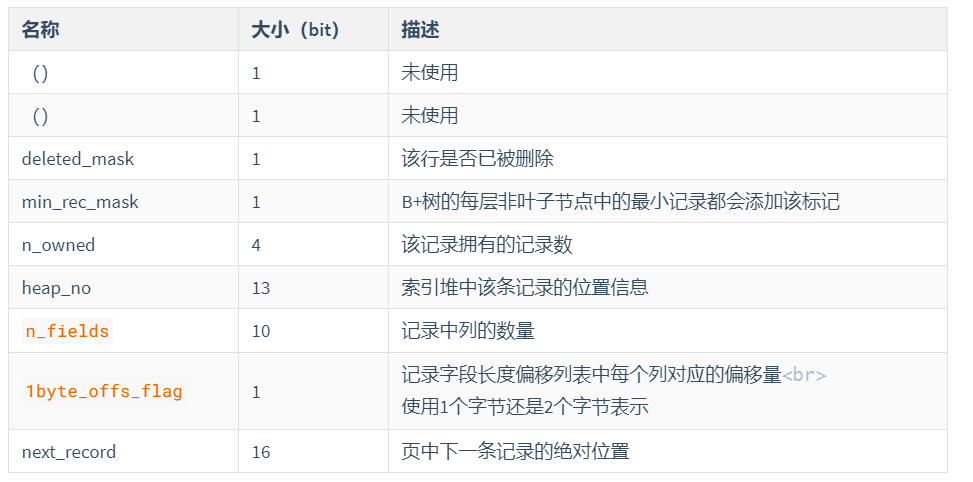 名称 大小（bit） 描述
() 1 未使用
() 1 未使用
deleted_mask 1 该行是否已被删除
min_rec_mask 1 B+树的每层非叶子节点中的最小记录都会添加该标记
n_owned 4 该记录拥有的记录数
heap_no 13 索引堆中该条记录的位置信息
n_fields 10 记录中列的数量
1byte_offs_flag 1 记录字段长度偏移列表中每个列对应的偏移量<br>
使用1个字节还是2个字节表示
next_record 16 页中下一条记录的绝对位置